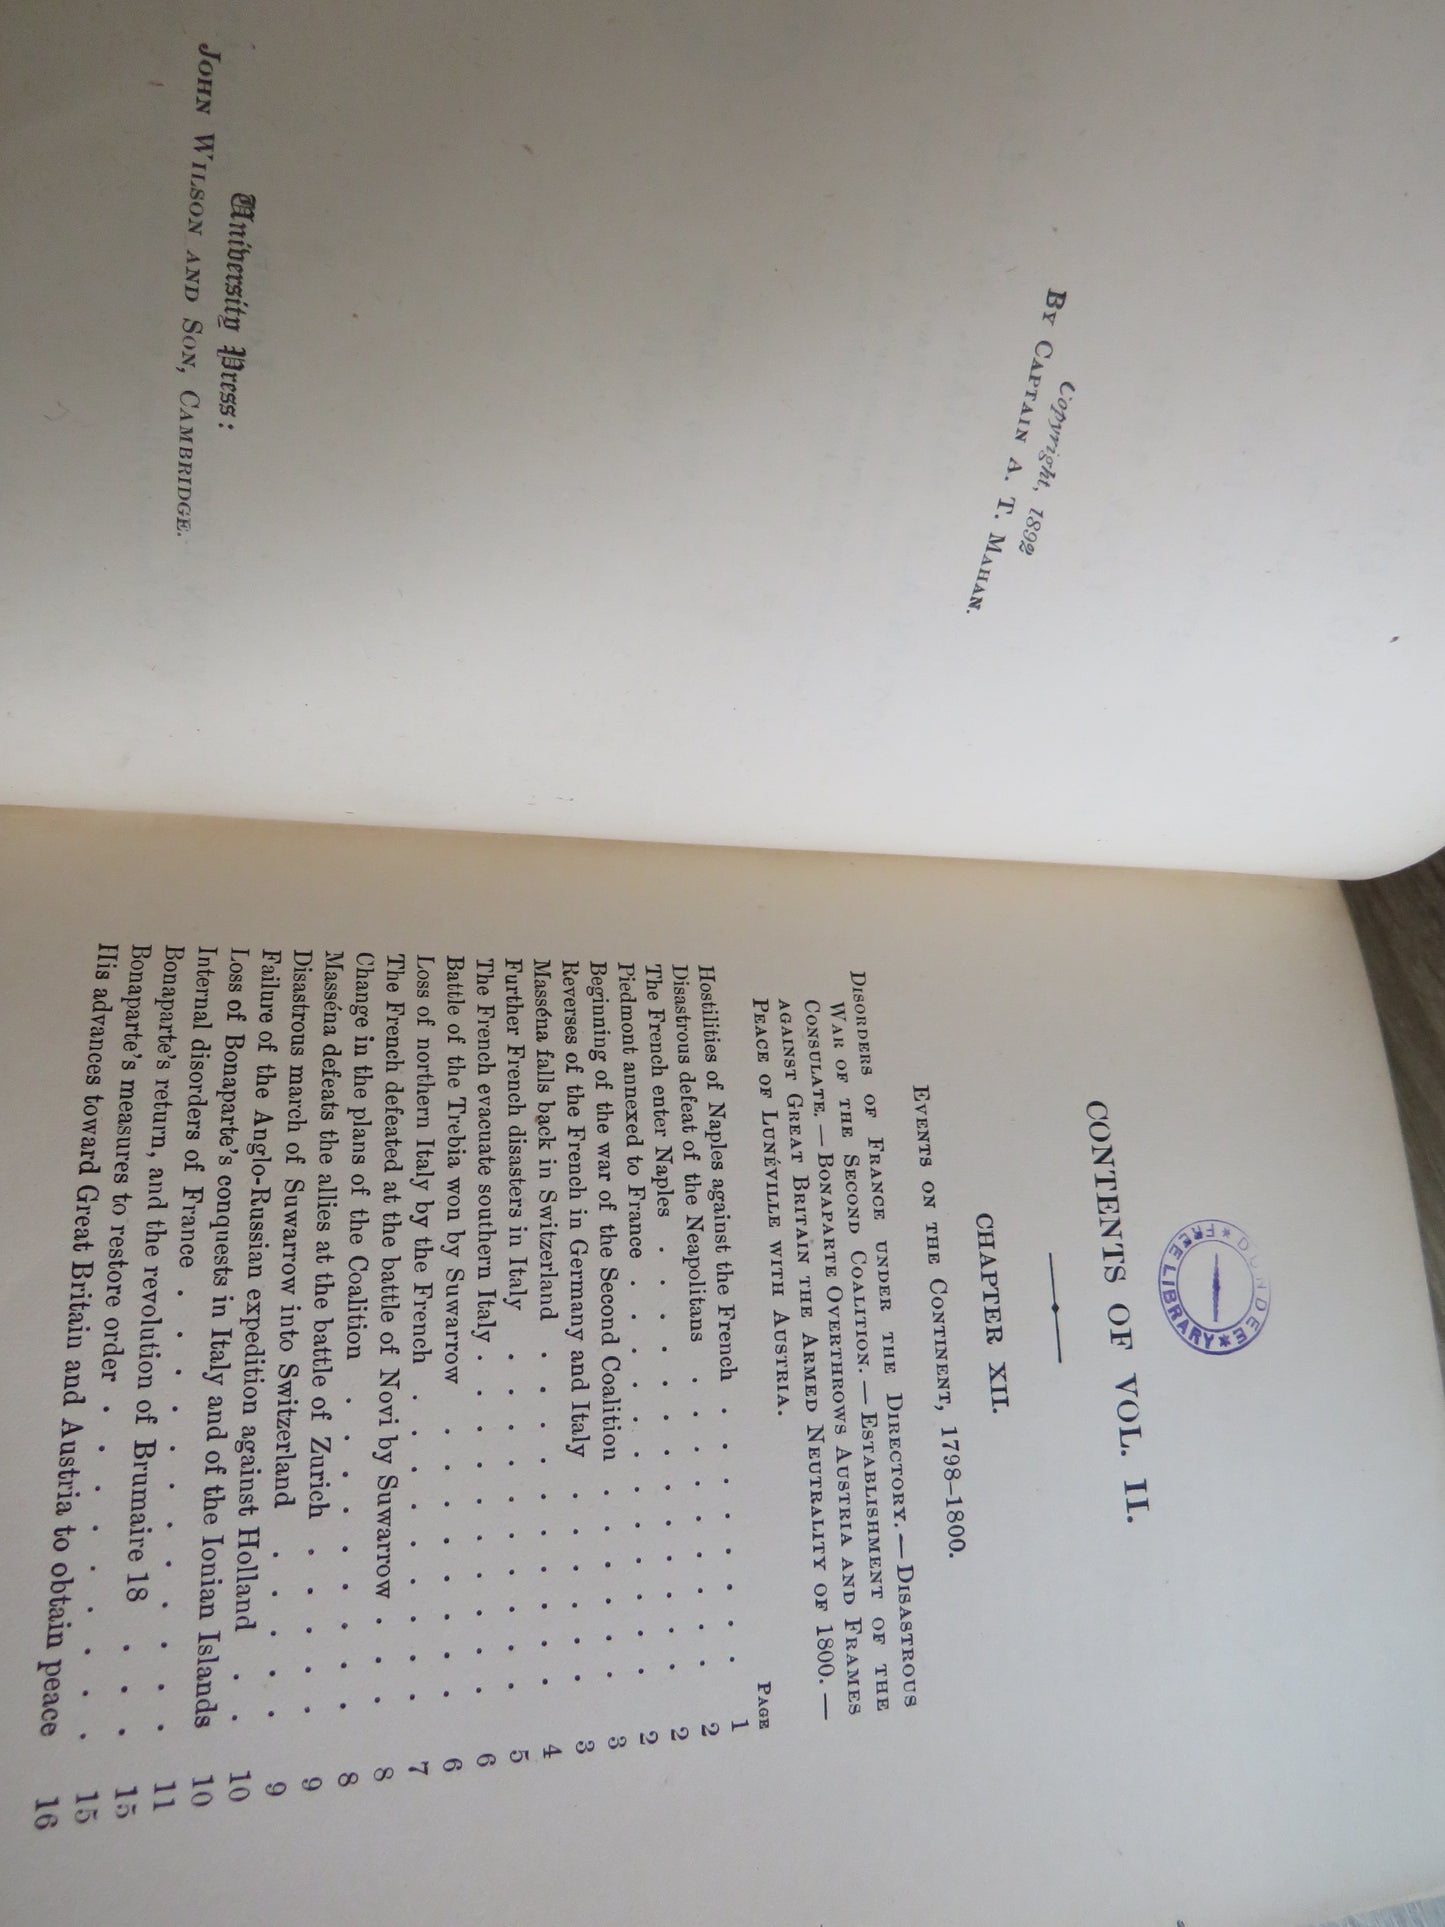 Copyright, 1892
BY CAPTAIN A. T. MAHAN.
University Press:
JOHN WILSON AND SON, CAMBRIDGE.
DUNDEE
FREE LIBRARY
CONTENTS OF VOL. II.
CHAPTER XII.
EVENTS ON THE CONTINENT, 1798–1800.
DISORDERS OF FRANCE UNDER THE DIRECTORY. — DISASTROUS
WAR OF THE SECOND COALITION. — ESTABLISHMENT OF THE
CONSULATE. — BONAPARTE OVERTHROWS AUSTRIA AND FRAMES
AGAINST GREAT BRITAIN THE ARMED NEUTRALITY OF 1800. —
PEACE OF LUNÉVILLE WITH AUSTRIA.
PAGE
Hostilities of Naples against the French . . . . . . . 1
Disastrous defeat of the Neapolitans . . . . . . . . 2
The French enter Naples . . . . . . . . . . 2
Piedmont annexed to France . . . . . . . . . 2
Beginning of the war of the Second Coalition . . . . . 3
Reverses of the French in Germany and Italy . . . . . 3
Masséna falls back in Switzerland . . . . . . . . 4
Further French disasters in Italy . . . . . . . . 5
The French evacuate southern Italy . . . . . . . . 6
Battle of the Trebia won by Suwarrow . . . . . . . 6
Loss of northern Italy by the French . . . . . . . 7
The French defeated at the battle of Novi by Suwarrow . . . 8
Change in the plans of the Coalition . . . . . . . 8
Masséna defeats the allies at the battle of Zurich . . . . . 9
Disastrous march of Suwarrow into Switzerland . . . . . 9
Failure of the Anglo-Russian expedition against Holland . . 10
Loss of Bonaparte's conquests in Italy and of the Ionian Islands 10
Internal disorders of France . . . . . . . . . . 11
Bonaparte's return, and the revolution of Brumaire 18 . . . 15
Bonaparte's measures to restore order . . . . . . . . 15
His advances toward Great Britain and Austria to obtain peace 16